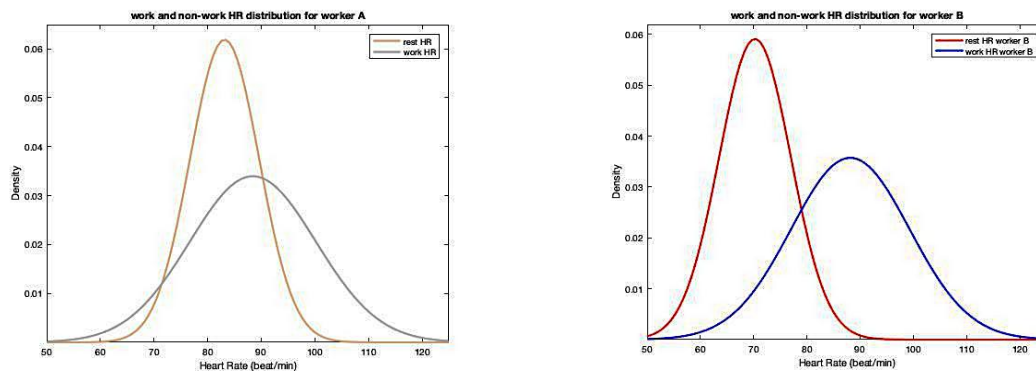 work and non-work HR distribution for worker A
0.06
0.05
0.04
0.03
0.02
0.01
Density
rest HR
work HR
50 60 70 80 90 100 110 120
Heart Rate (beat/min)
work and non-work HR distribution for worker B
0.06
0.05
0.04
0.03
0.02
0.01
Density
rest HR worker B
work HR worker B
50 60 70 80 90 100 110 120
Heart Rate (beat/min)